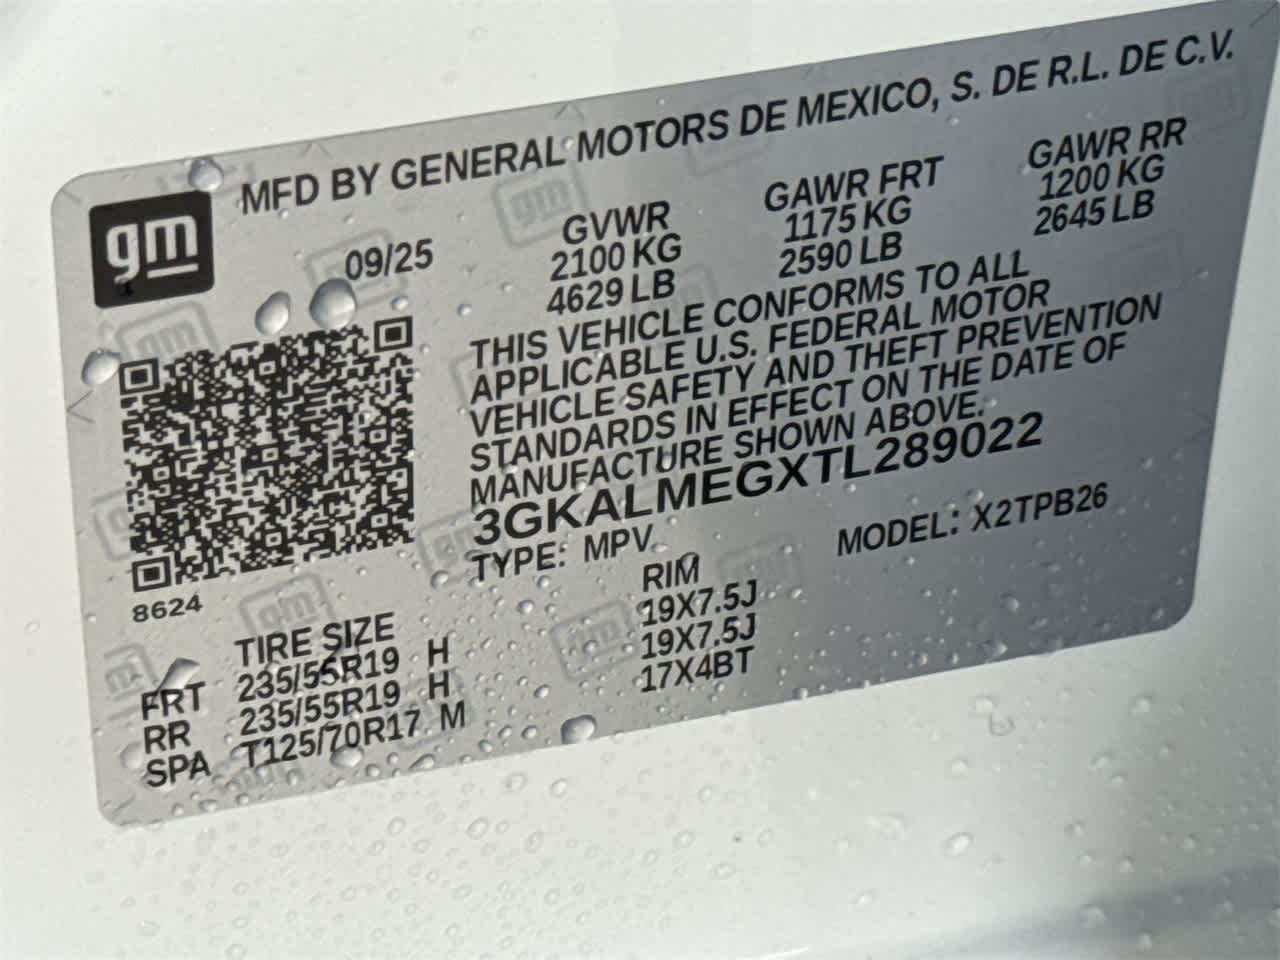 gm
MFD BY GENERAL MOTORS DE MEXICO, S. DE R.L. DE C.V.
09/25 GVWR GAWR FRT GAWR RR
2100 KG 1175 KG 1200 KG
4629 LB 2590 LB 2645 LB
THIS VEHICLE CONFORMS TO ALL
APPLICABLE U.S. FEDERAL MOTOR
VEHICLE SAFETY AND THEFT PREVENTION
STANDARDS IN EFFECT ON THE DATE OF
MANUFACTURE SHOWN ABOVE.
3GKALMEGXTL289022
TYPE: MPV MODEL: X2TPB26
8624
TIRE SIZE RIM
FRT 235/55R19 H 19X7.5J
RR 235/55R19 H 19X7.5J
SPA T125/70R17 M 17X4BT